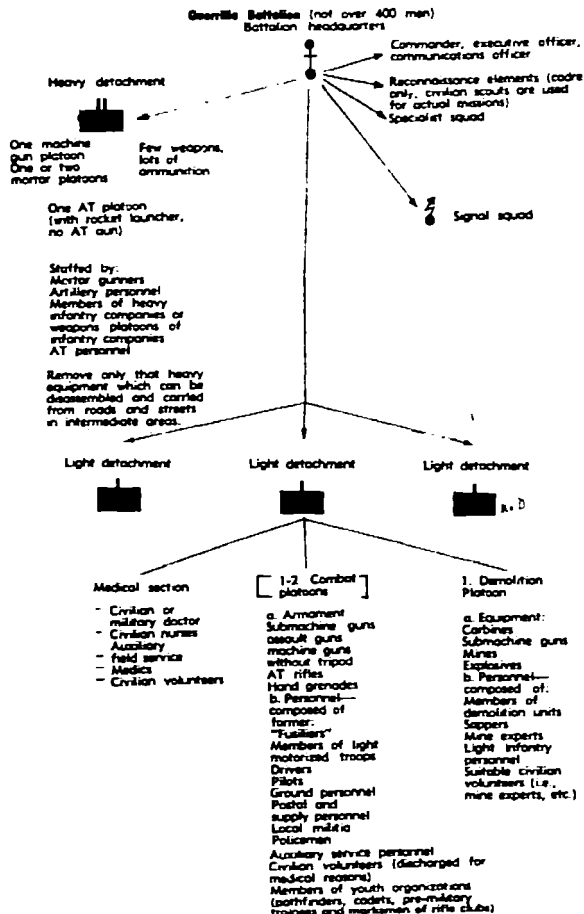 Guerrilla Battalion (not over 400 men)
Battalion headquarters
Commander, executive officer,
communications officer
Reconnaissance elements (cadre
only, civilian scouts are used
for actual missions)
Specialist squad
Signal squad
Heavy detachment
One machine
gun platoon
One or two
mortar platoons
Few weapons,
lots of
ammunition
One AT platoon
(with rocket launcher,
no AT gun)
Staffed by:
Mortar gunners
Artillery personnel
Members of heavy
infantry companies or
weapons platoons of
infantry companies
AT personnel
Remove only that heavy
equipment which can be
disassembled and carried
from roads and streets
in intermediate areas.
Light detachment
Light detachment
Light detachment
Medical section
- Civilian or
military doctor
- Civilian nurses
Auxiliary
- field service
- Medics
- Civilian volunteers
[ 1-2 Combat ]
platoons
a. Armament
Submachine guns
assault guns
machine guns
without tripod
AT rifles
Hand grenades
b. Personnel—
composed of
former:
"Fusiliers"
Members of light
motorized troops
Drivers
Pilots
Ground personnel
Postal and
supply personnel
Local militia
Policemen
Auxiliary service personnel
Civilian volunteers (discharged for
medical reasons)
Members of youth organizations
(pathfinders, cadets, pre-military
trainees and marksmen of rifle clubs)
1. Demolition
Platoon
a. Equipment:
Carbines
Submachine guns
Mines
Explosives
b. Personnel—
composed of:
Members of
demolition units
Sappers
Mine experts
Light infantry
personnel
Suitable civilian
volunteers (i.e.,
mine experts, etc.)